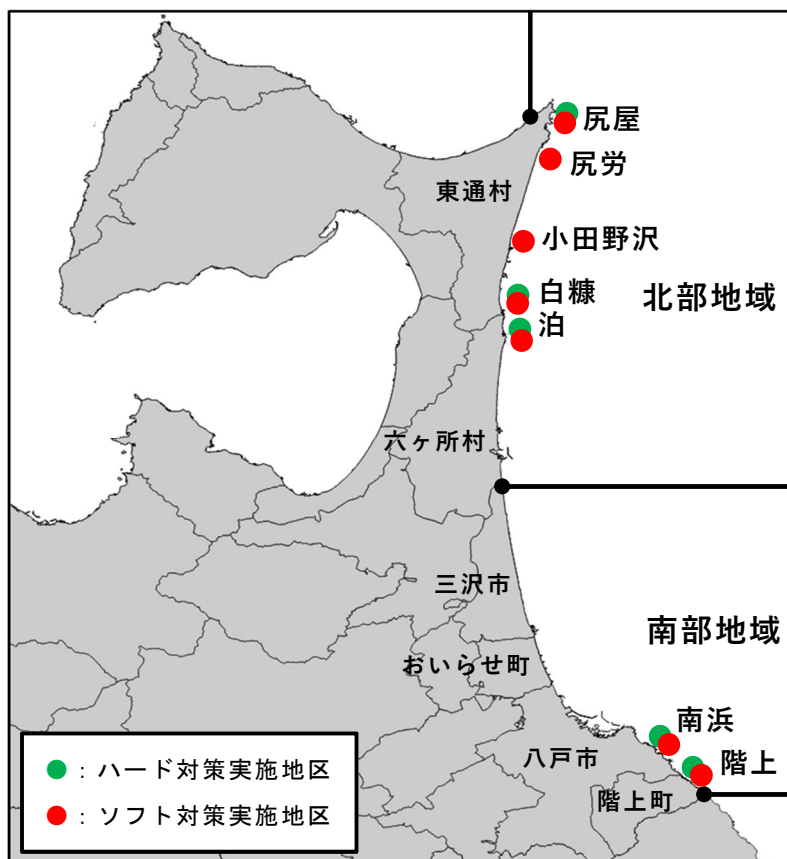 尻屋
尻労
東通村
小田野沢
白糠
北部地域
泊
六ヶ所村
三沢市
南部地域
おいらせ町
南浜
八戸市
階上
階上町
：ハード対策実施地区
：ソフト対策実施地区